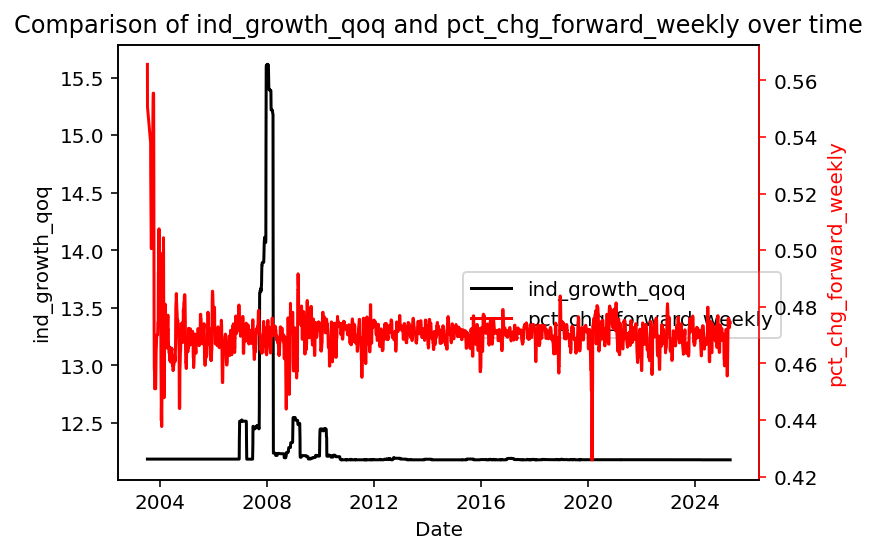 Comparison of ind_growth_qoq and pct_chg_forward_weekly over time
15.5
15.0
14.5
14.0
13.5
13.0
12.5
ind_growth_qoq
0.56
0.54
0.52
0.50
0.48
0.46
0.44
0.42
pct_chg_forward_weekly
ind_growth_qoq
pct_chg_forward_weekly
2004 2008 2012 2016 2020 2024
Date